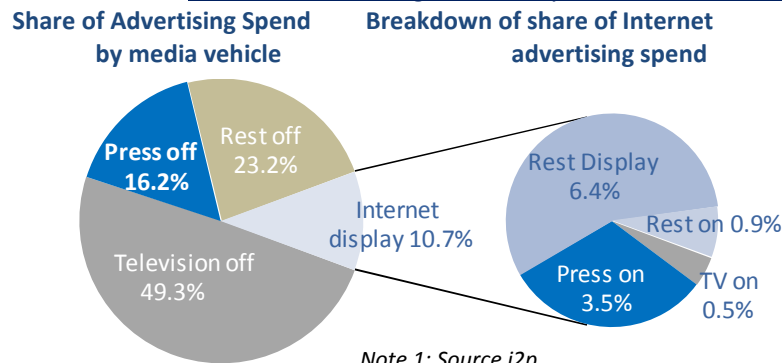 Share of Advertising Spend
by media vehicle
Breakdown of share of Internet
advertising spend
Press off
16.2%
Rest off
23.2%
Internet
display 10.7%
Television off
49.3%
Rest Display
6.4%
Rest on 0.9%
TV on
0.5%
Press on
3.5%
Note 1: Source i2p